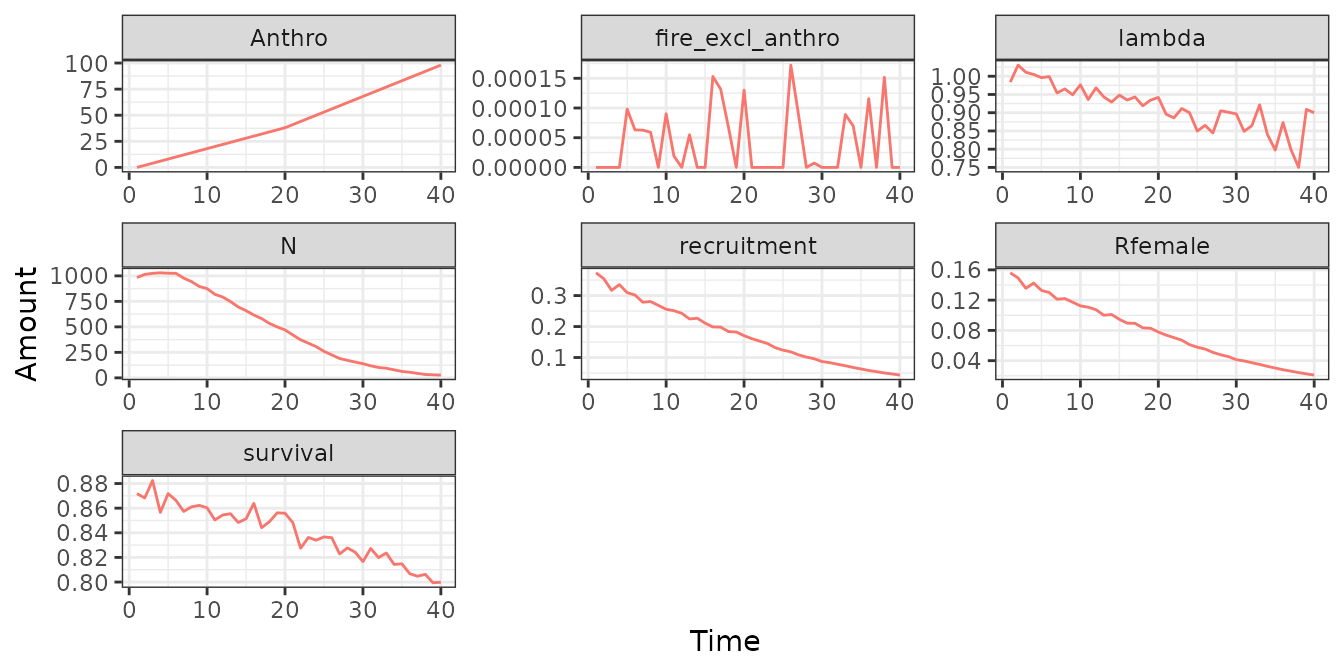 Anthro
fire_excl_anthro
lambda
100
75
50
25
0
0.00015
0.00010
0.00005
0.00000
1.00
0.95
0.90
0.85
0.80
0.75
0 10 20 30 40
0 10 20 30 40
0 10 20 30 40
N
recruitment
Rfemale
1000
750
500
250
0
0.3
0.2
0.1
0.16
0.12
0.08
0.04
0 10 20 30 40
0 10 20 30 40
0 10 20 30 40
Amount
survival
0.88
0.86
0.84
0.82
0.80
0 10 20 30 40
Time